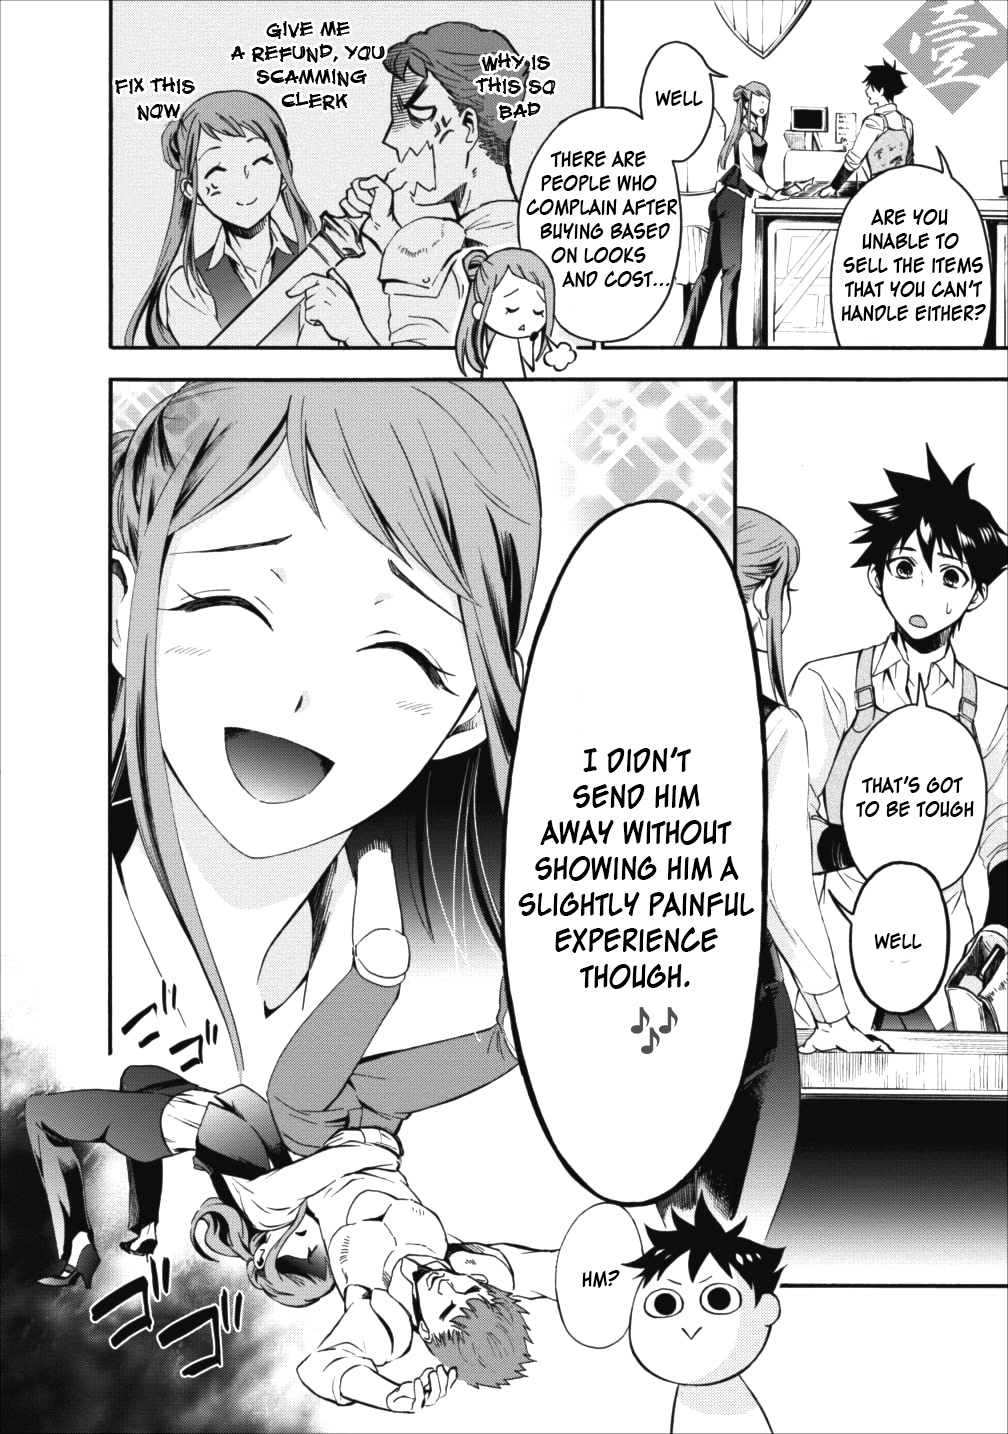 壹
ARE YOU
UNABLE TO
SELL THE ITEMS
THAT YOU CAN'T
HANDLE EITHER?
WELL
THERE ARE
PEOPLE WHO
COMPLAIN AFTER
BUYING BASED
ON LOOKS
AND COST...
WHY IS
THIS SO
BAD
GIVE ME
A REFUND, YOU
SCAMMING
CLERK
FIX THIS
NOW
THAT'S GOT
TO BE TOUGH
WELL
I DIDN'T
SEND HIM
AWAY WITHOUT
SHOWING HIM A
SLIGHTLY PAINFUL
EXPERIENCE
THOUGH.
♪♪♪
HM?
ゴゴ
ゴゴ